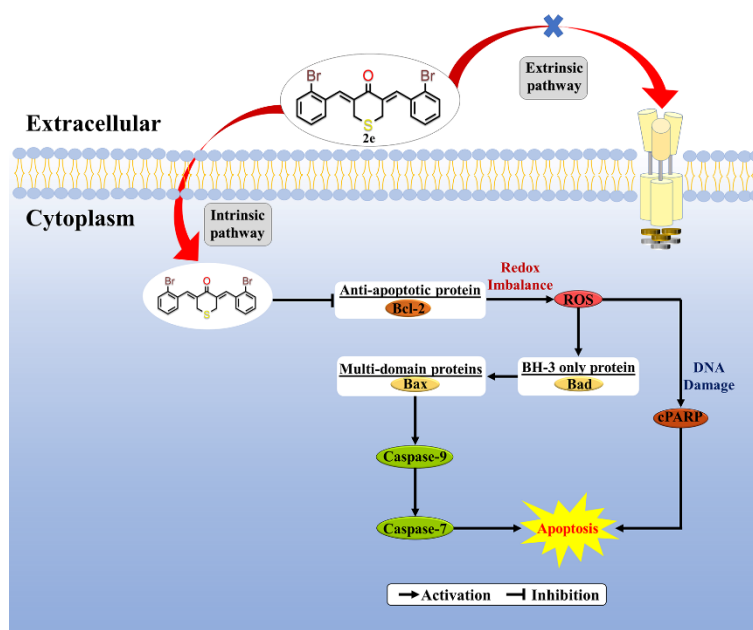 Br
O
Br
S
2e
Extrinsic
pathway
Extracellular
Cytoplasm
Intrinsic
pathway
Br
O
Br
S
Anti-apoptotic protein
Bcl-2
Redox
Imbalance
ROS
Multi-domain proteins
Bax
BH-3 only protein
Bad
DNA
Damage
cPARP
Caspase-9
Caspase-7
Apoptosis
Activation
Inhibition